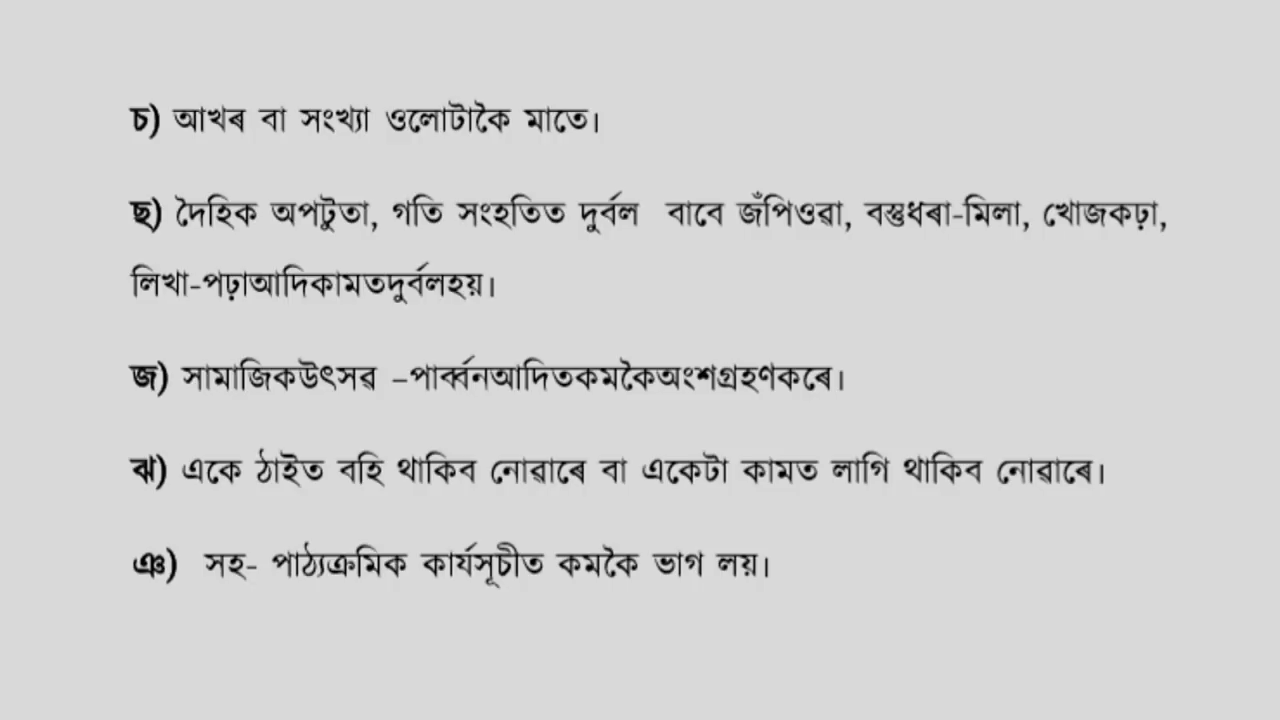 চ) আখৰ বা সংখ্যা ওলোটাকৈ মাতে।
ছ) দৈহিক অপটুতা, গতি সংহতিত দুৰ্বল বাবে জঁপিওৱা, বস্তুধৰা-মিলা, খোজকঢ়া,
লিখা-পঢ়াআদিকামতদুৰ্বলহয়।
জ) সামাজিকউৎসৱ –পাৰ্ব্বনআদিতকমকৈঅংশগ্ৰহণকৰে।
ঝ) একে ঠাইত বহি থাকিব নোৱাৰে বা একেটা কামত লাগি থাকিব নোৱাৰে।
ঞ) সহ- পাঠ্যক্ৰমিক কাৰ্যসূচীত কমকৈ ভাগ লয়।